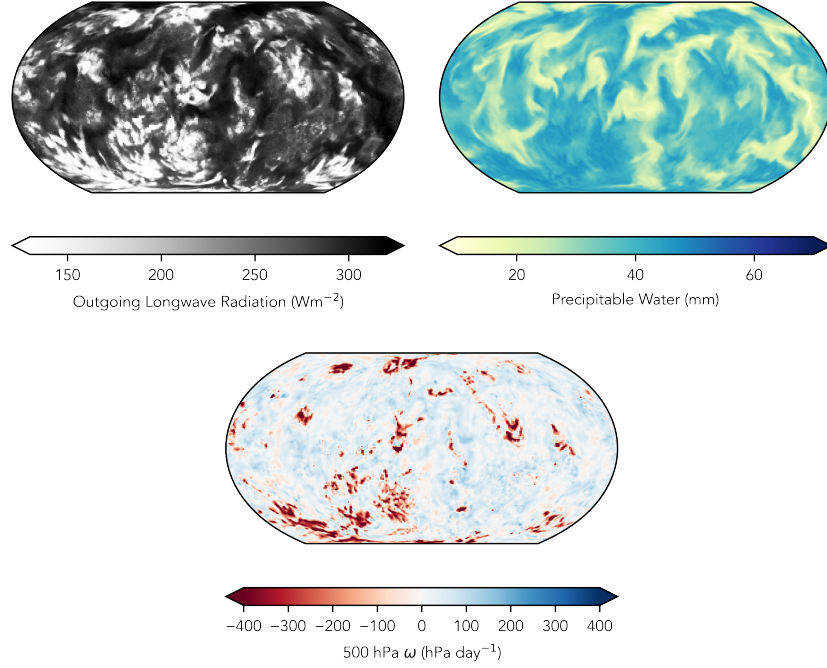 150 200 250 300
Outgoing Longwave Radiation (Wm⁻²)
20 40 60
Precipitable Water (mm)
−400 −300 −200 −100 0 100 200 300 400
500 hPa ω (hPa day⁻¹)